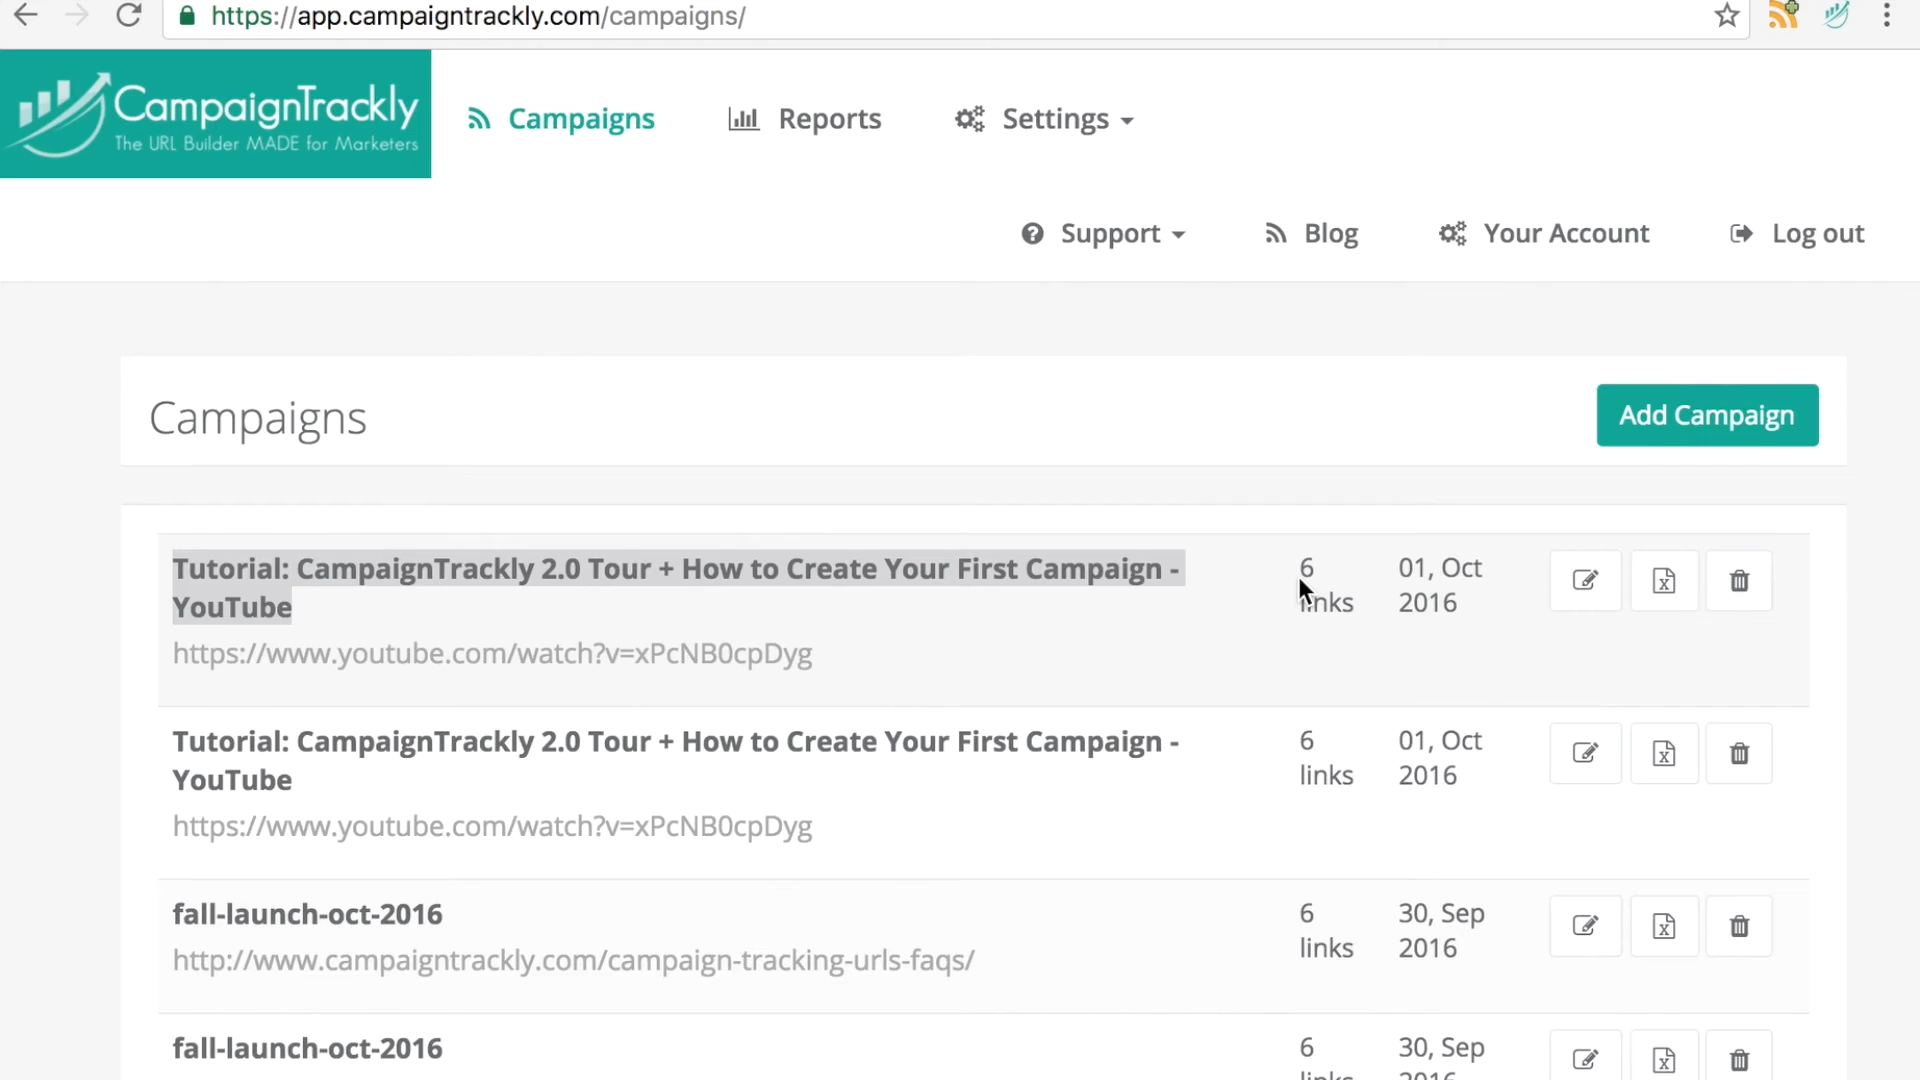 https://app.campaigntrackly.com/campaigns/
CampaignTrackly
The URL Builder MADE for Marketers
Campaigns
Reports
Settings
Support
Blog
Your Account
Log out
Campaigns
Add Campaign
Tutorial: CampaignTrackly 2.0 Tour + How to Create Your First Campaign -
YouTube
https://www.youtube.com/watch?v=xPcNB0cpDyg
6
links
01, Oct
2016
Tutorial: CampaignTrackly 2.0 Tour + How to Create Your First Campaign -
YouTube
https://www.youtube.com/watch?v=xPcNB0cpDyg
6
links
01, Oct
2016
fall-launch-oct-2016
http://www.campaigntrackly.com/campaign-tracking-urls-faqs/
6
links
30, Sep
2016
fall-launch-oct-2016
6
links
30, Sep
2016